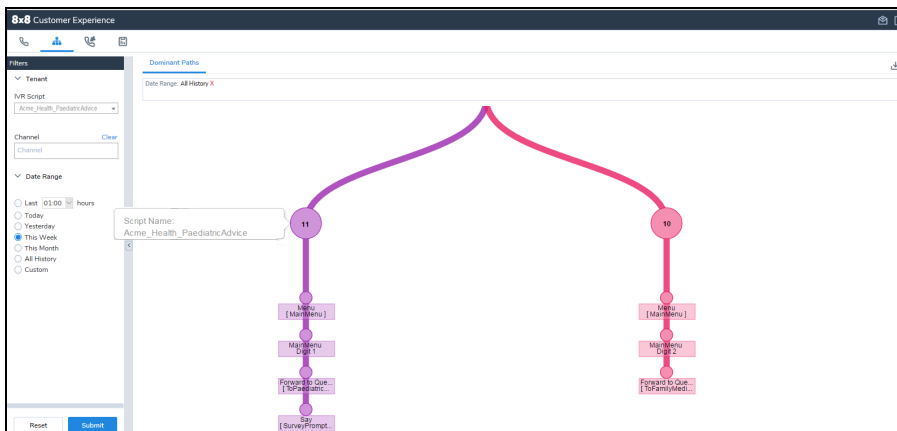 8x8 Customer Experience
Filters
Tenant
IVR Script
Acme_Health_PaediatricAdvice
Channel Clear
Channel
Date Range
Last 01:00 hours
Today
Yesterday
This Week
This Month
All History
Custom
Reset Submit
Dominant Paths
Date Range: All History X
Script Name:
Acme_Health_PaediatricAdvice
11
Menu
[ MainMenu ]
MainMenu
Digit 1
Forward to Que...
[ ToPaediatric...
Say
[ SurveyPrompt...
10
Menu
[ MainMenu ]
MainMenu
Digit 2
Forward to Que...
[ ToFamilyMedi...